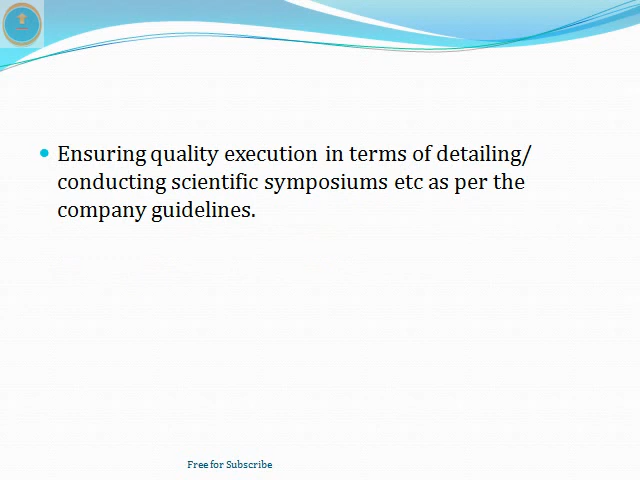 Ensuring quality execution in terms of detailing/
conducting scientific symposiums etc as per the
company guidelines.
Free for Subscribe